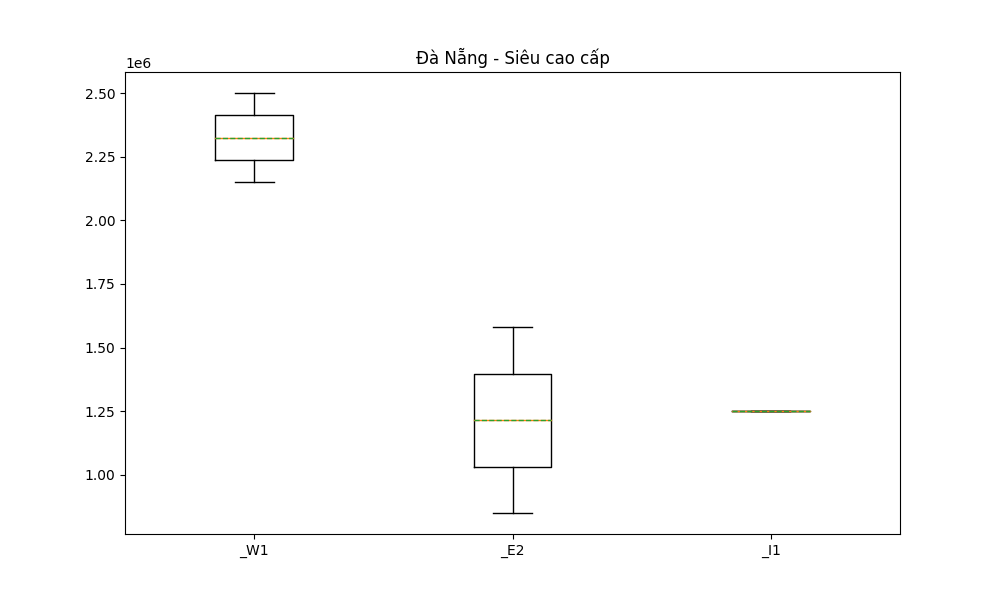 Đà Nẵng - Siêu cao cấp
1e6
2.50
2.25
2.00
1.75
1.50
1.25
1.00
_W1
_E2
_I1